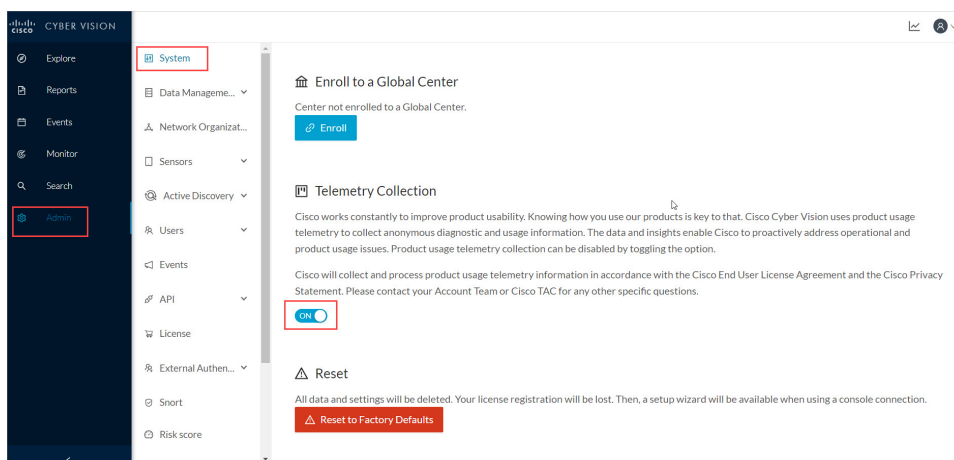 CISCO CYBER VISION
Explore
Reports
Events
Monitor
Search
Admin
System
Data Manageme...
Network Organizat...
Sensors
Active Discovery
Users
Events
API
License
External Authen...
Snort
Risk score
Enroll to a Global Center
Center not enrolled to a Global Center.
Enroll
Telemetry Collection
Cisco works constantly to improve product usability. Knowing how you use our products is key to that. Cisco Cyber Vision uses product usage
telemetry to collect anonymous diagnostic and usage information. The data and insights enable Cisco to proactively address operational and
product usage issues. Product usage telemetry collection can be disabled by toggling the option.
Cisco will collect and process product usage telemetry information in accordance with the Cisco End User License Agreement and the Cisco Privacy
Statement. Please contact your Account Team or Cisco TAC for any other specific questions.
ON
Reset
All data and settings will be deleted. Your license registration will be lost. Then, a setup wizard will be available when using a console connection.
Reset to Factory Defaults